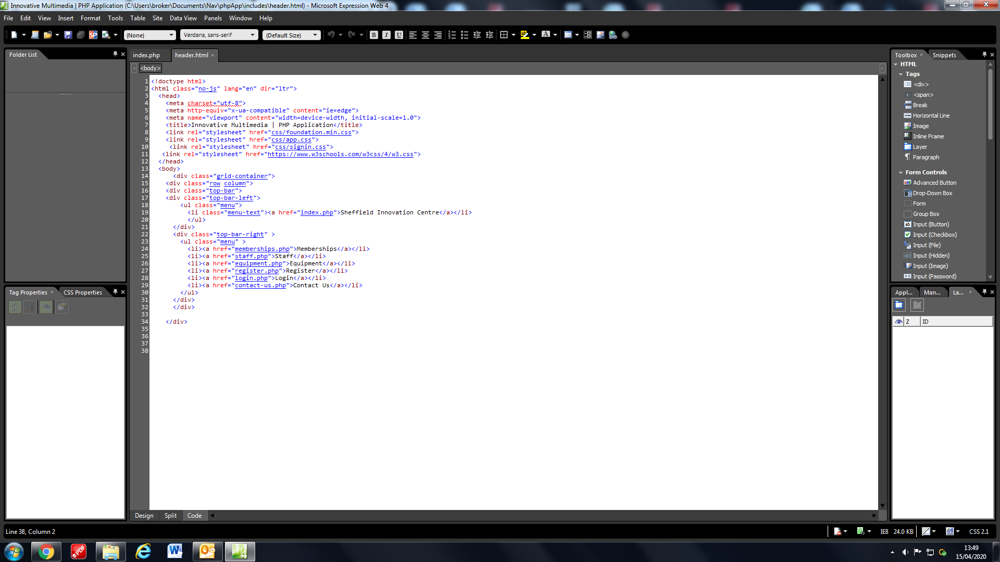 Innovative Multimedia | PHP Application (C:\Users\broker\Documents\Nav\phpApp\includes\header.html) - Microsoft Expression Web 4
File Edit View Insert Format Tools Table Site Data View Panels Window Help
(None) Verdana, sans-serif (Default Size)
Folder List
index.php header.html
<body>
1 <!doctype html>
2 <html class="no-js" lang="en" dir="ltr">
3 <head>
4 <meta charset="utf-8">
5 <meta http-equiv="x-ua-compatible" content="ie=edge">
6 <meta name="viewport" content="width=device-width, initial-scale=1.0">
7 <title>Innovative Multimedia | PHP Application</title>
8 <link rel="stylesheet" href="css/foundation.min.css">
9 <link rel="stylesheet" href="css/app.css">
10 <link rel="stylesheet" href="css/signin.css">
11 <link rel="stylesheet" href="https://www.w3schools.com/w3css/4/w3.css">
12 </head>
13 <body>
14 <div class="grid-container">
15 <div class="row column">
16 <div class="top-bar">
17 <div class="top-bar-left">
18 <ul class="menu">
19 <li class="menu-text"><a href="index.php">Sheffield Innovation Centre</a></li>
20 </ul>
21 </div>
22 <div class="top-bar-right" >
23 <ul class="menu" >
24 <li><a href="memberships.php">Memberships</a></li>
25 <li><a href="staff.php">Staff</a></li>
26 <li><a href="equipment.php">Equipment</a></li>
27 <li><a href="register.php">Register</a></li>
28 <li><a href="login.php">Login</a></li>
29 <li><a href="contact-us.php">Contact Us</a></li>
30 </ul>
31 </div>
32 </div>
33
34 </div>
35
36
37
38
Design Split Code
Tag Properties CSS Properties
Toolbox Snippets
HTML
Tags
<div>
<span>
Break
Horizontal Line
Image
Inline Frame
Layer
Paragraph
Form Controls
Advanced Button
Drop-Down Box
Form
Group Box
Input (Button)
Input (Checkbox)
Input (File)
Input (Hidden)
Input (Image)
Input (Password)
Appl... Man... La...
Z ID
Line 38, Column 2
IE8 24.0 KB CSS 2.1
13:49
15/04/2020